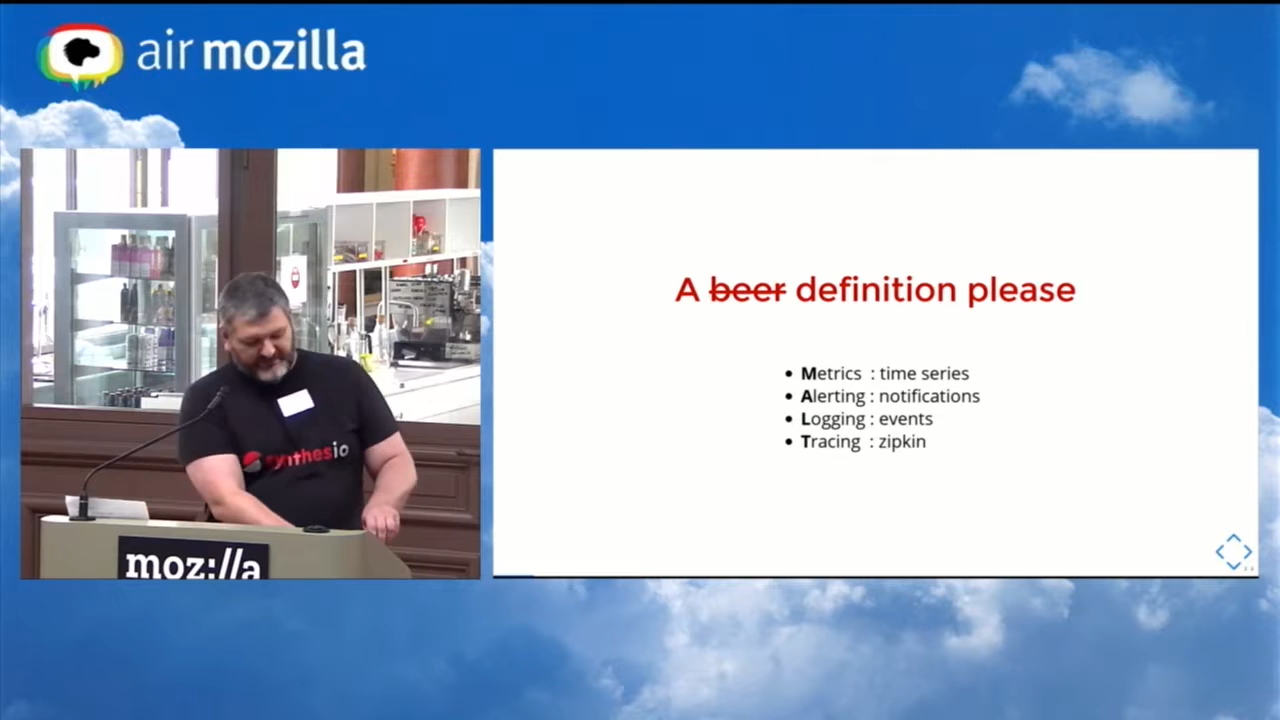 air mozilla
A beer definition please
• Metrics : time series
• Alerting : notifications
• Logging : events
• Tracing : zipkin
synthesio
moz://a